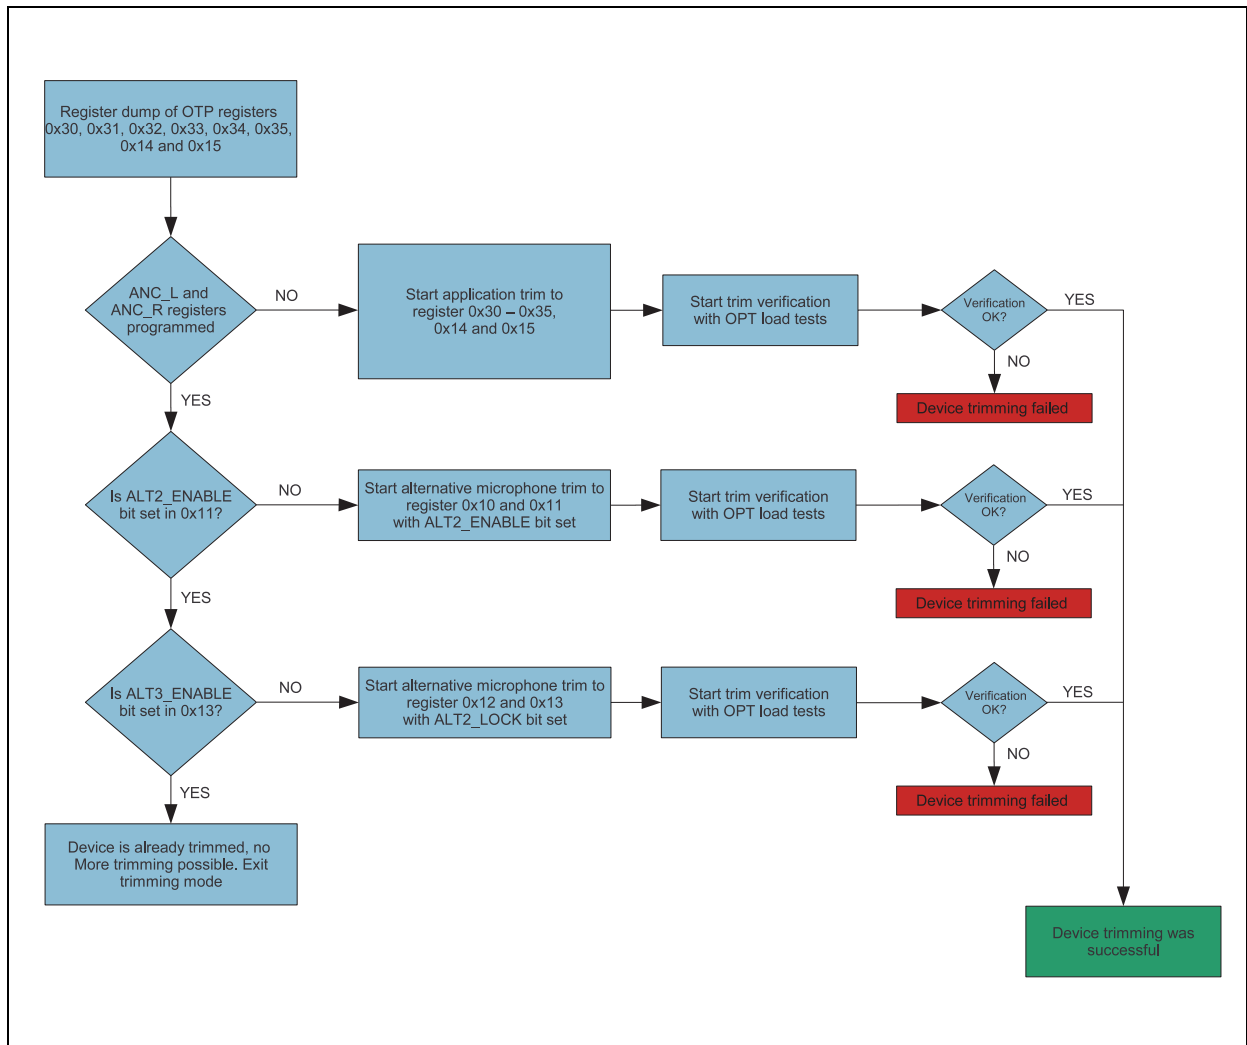 Register dump of OTP registers
0x30, 0x31, 0x32, 0x33, 0x34, 0x35,
0x14 and 0x15
ANC_L and
ANC_R registers
programmed
NO
Start application trim to
register 0x30 – 0x35,
0x14 and 0x15
Start trim verification
with OPT load tests
Verification
OK?
YES
NO
Device trimming failed
YES
Is ALT2_ENABLE
bit set in 0x11?
NO
Start alternative microphone trim to
register 0x10 and 0x11
with ALT2_ENABLE bit set
Start trim verification
with OPT load tests
Verification
OK?
YES
NO
Device trimming failed
YES
Is ALT3_ENABLE
bit set in 0x13?
NO
Start alternative microphone trim to
register 0x12 and 0x13
with ALT2_LOCK bit set
Start trim verification
with OPT load tests
Verification
OK?
YES
NO
Device trimming failed
YES
Device is already trimmed, no
More trimming possible. Exit
trimming mode
Device trimming was
successful